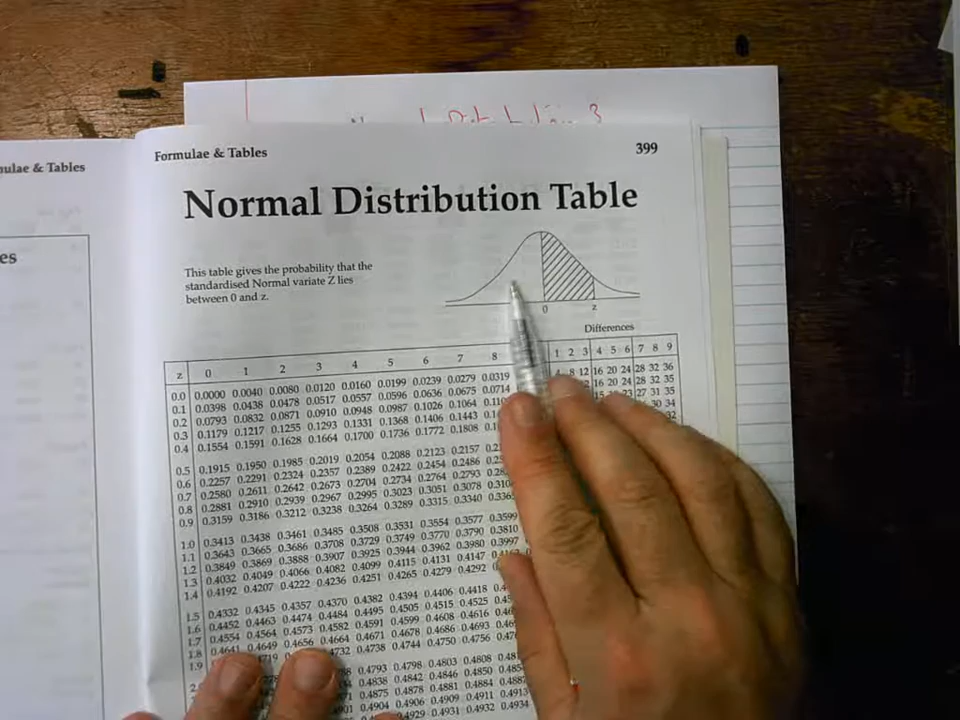 Formulae & Tables
399
ulae & Tables
es
Normal Distribution Table
This table gives the probability that the
standardised Normal variate Z lies
between 0 and z.
0 z
Differences
z 0 1 2 3 4 5 6 7 8 1 2 3 4 5 6 7 8 9
0.0 0.0000 0.0040 0.0080 0.0120 0.0160 0.0199 0.0239 0.0279 0.0319 8 12 16 20 24 28 32 36
0.1 0.0398 0.0438 0.0478 0.0517 0.0557 0.0596 0.0636 0.0675 0.0714 16 20 24 28 32 35
0.2 0.0793 0.0832 0.0871 0.0910 0.0948 0.0987 0.1026 0.1064 31 35
0.3 0.1179 0.1217 0.1255 0.1293 0.1331 0.1368 0.1406 0.1443 30 34
0.4 0.1554 0.1591 0.1628 0.1664 0.1700 0.1736 0.1772 0.1808 32
0.5 0.1915 0.1950 0.1985 0.2019 0.2054 0.2088 0.2123 0.2157
0.6 0.2257 0.2291 0.2324 0.2357 0.2389 0.2422 0.2454 0.2486
0.7 0.2580 0.2611 0.2642 0.2673 0.2704 0.2734 0.2764 0.2793
0.8 0.2881 0.2910 0.2939 0.2967 0.2995 0.3023 0.3051 0.3078
0.9 0.3159 0.3186 0.3212 0.3238 0.3264 0.3289 0.3315 0.3340
1.0 0.3413 0.3438 0.3461 0.3485 0.3508 0.3531 0.3554 0.3577 0.3599
1.1 0.3643 0.3665 0.3686 0.3708 0.3729 0.3749 0.3770 0.3790 0.3810
1.2 0.3849 0.3869 0.3888 0.3907 0.3925 0.3944 0.3962 0.3980 0.3997
1.3 0.4032 0.4049 0.4066 0.4082 0.4099 0.4115 0.4131 0.4147
1.4 0.4192 0.4207 0.4222 0.4236 0.4251 0.4265 0.4279 0.4292
1.5 0.4332 0.4345 0.4357 0.4370 0.4382 0.4394 0.4406 0.4418
1.6 0.4452 0.4463 0.4474 0.4484 0.4495 0.4505 0.4515 0.4525
1.7 0.4554 0.4564 0.4573 0.4582 0.4591 0.4608 0.4616
1.8 0.4641 0.4649 0.4656 0.4664 0.4671 0.4678 0.4686 0.4693
1.9 0.4732 0.4738 0.4744 0.4750 0.4756
0.4793 0.4798 0.4803 0.4808
0.4838 0.4842 0.4846 0.4850
0.4875 0.4878 0.4881 0.4884
0.4904 0.4906 0.4909 0.4911 0.4913
0.4929 0.4931 0.4932 0.4934